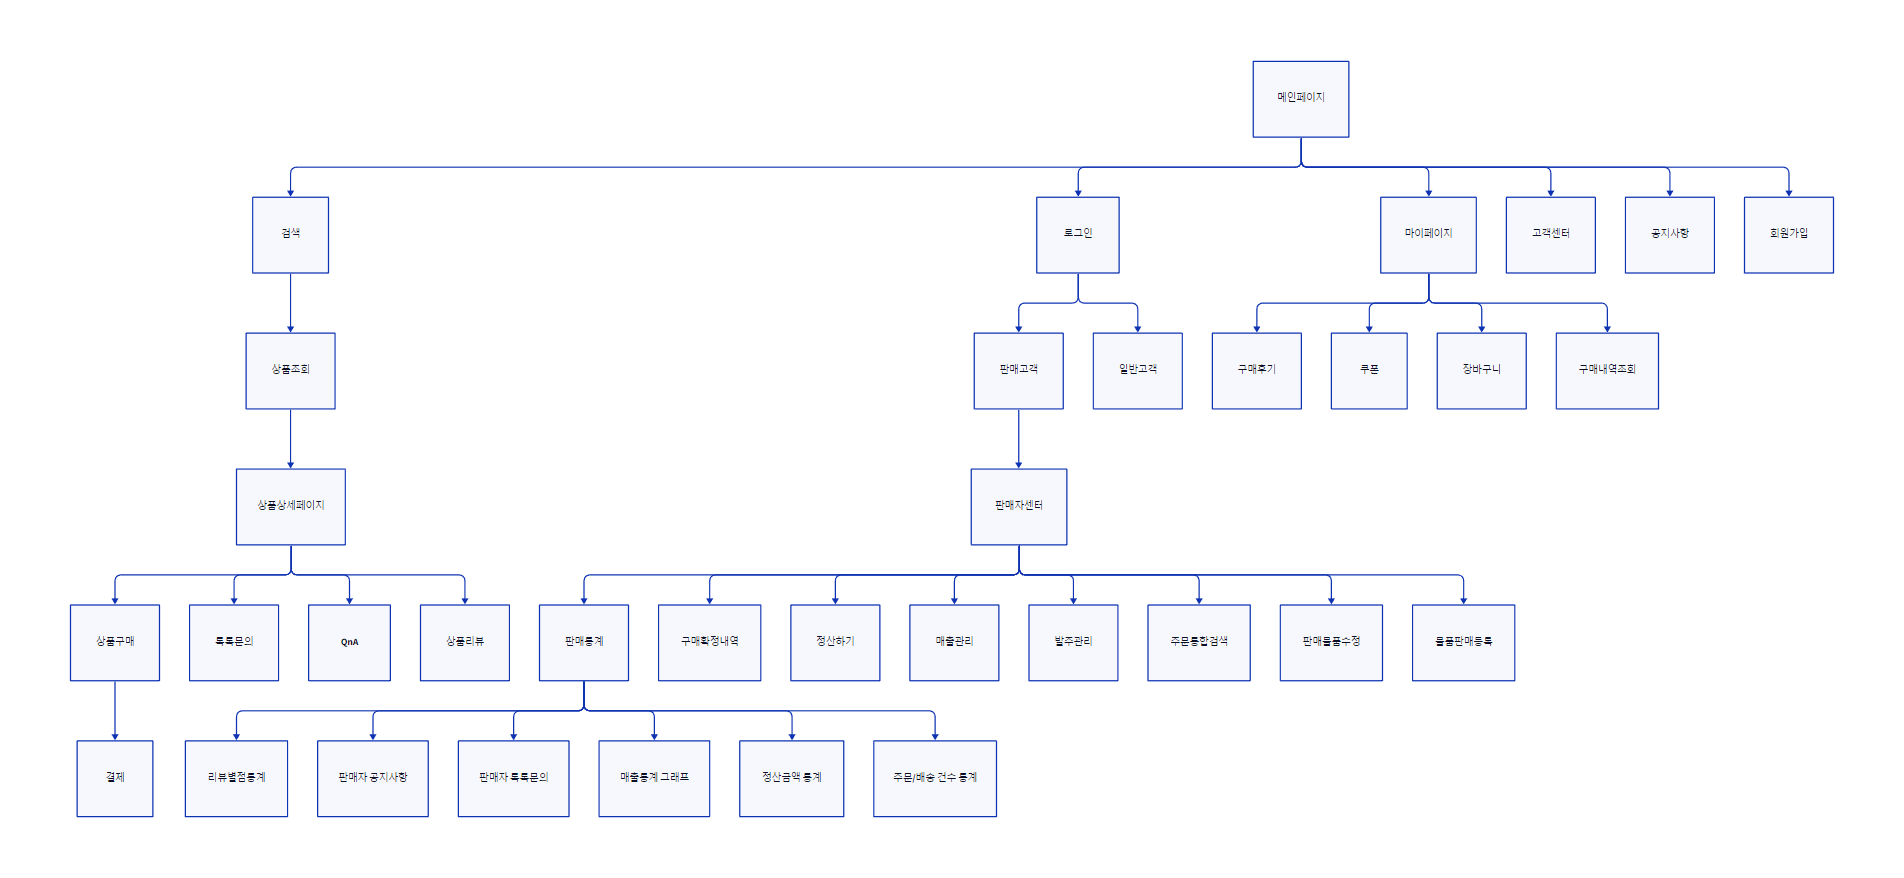 메인페이지
검색
로그인
마이페이지
고객센터
공지사항
회원가입
상품조회
판매고객
일반고객
구매후기
쿠폰
장바구니
구매내역조회
상품상세페이지
판매자센터
상품구매
톡톡문의
QnA
상품리뷰
판매통계
구매확정내역
정산하기
매출관리
발주관리
주문통합검색
판매물품수정
물품판매등록
결제
리뷰별점통계
판매자 공지사항
판매자 톡톡문의
매출통계 그래프
정산금액 통계
주문/배송 건수 통계